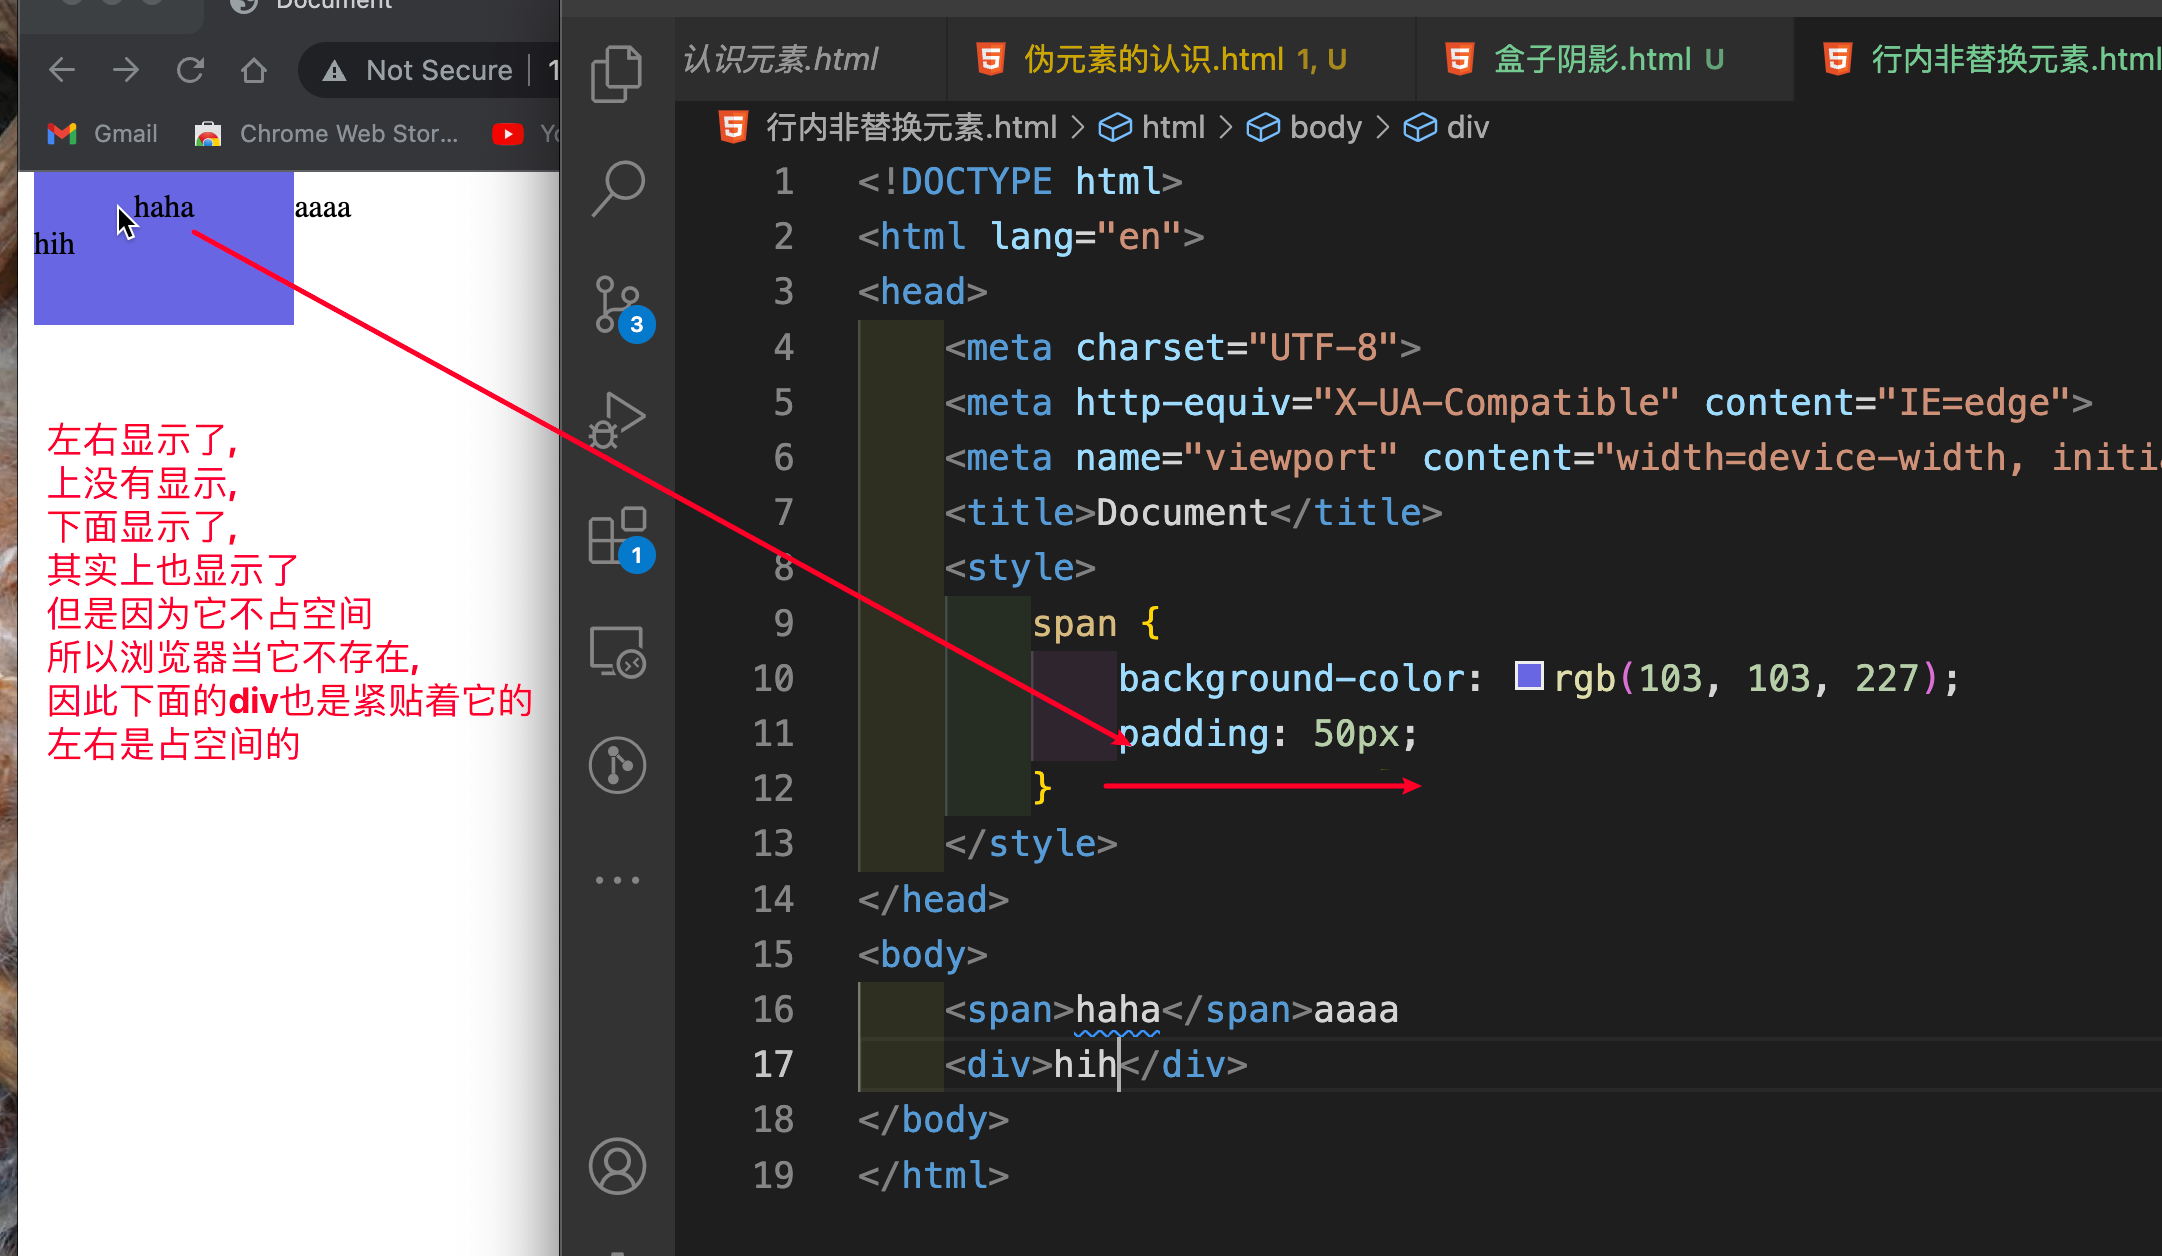 Document
Not Secure
Gmail
Chrome Web Stor...
haha
aaaa
hih
左右显示了,
上没有显示,
下面显示了,
其实上也显示了
但是因为它不占空间
所以浏览器当它不存在,
因此下面的div也是紧贴着它的
左右是占空间的
3
1
认识元素.html
伪元素的认识.html 1, U
盒子阴影.html U
行内非替换元素.html
行内非替换元素.html > html > body > div
1 <!DOCTYPE html>
2 <html lang="en">
3 <head>
4 <meta charset="UTF-8">
5 <meta http-equiv="X-UA-Compatible" content="IE=edge">
6 <meta name="viewport" content="width=device-width, initia
7 <title>Document</title>
8 <style>
9 span {
10 background-color: rgb(103, 103, 227);
11 padding: 50px;
12 }
13 </style>
14 </head>
15 <body>
16 <span>haha</span>aaaa
17 <div>hih</div>
18 </body>
19 </html>